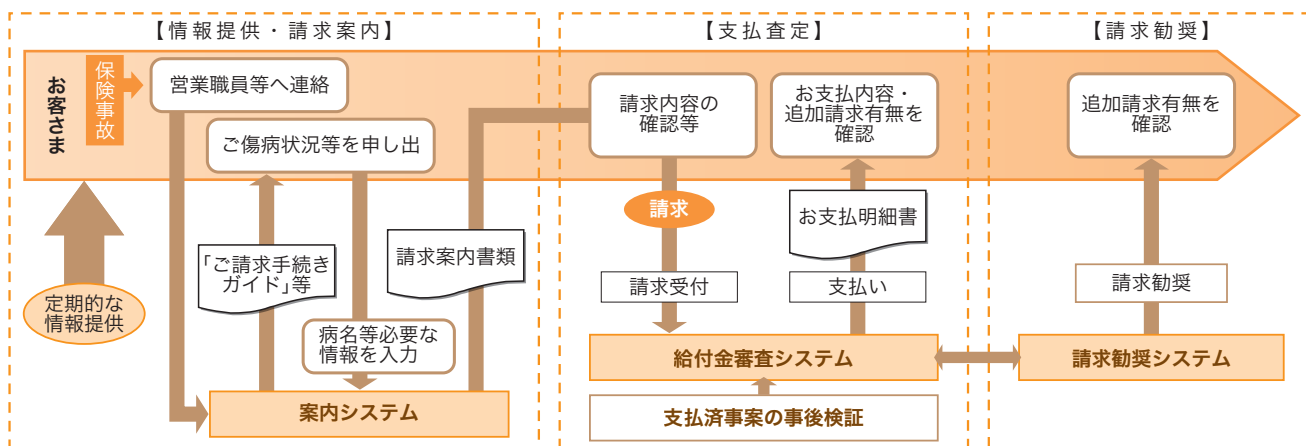 【情報提供・請求案内】
お客さま
保険事故
営業職員等へ連絡
ご傷病状況等を申し出
定期的な
情報提供
「ご請求手続き
ガイド」等
請求案内書類
病名等必要な
情報を入力
案内システム
【支払査定】
請求内容の
確認等
お支払内容・
追加請求有無を
確認
請求
お支払明細書
請求受付
支払い
給付金審査システム
支払済事案の事後検証
【請求勧奨】
追加請求有無を
確認
請求勧奨
請求勧奨システム